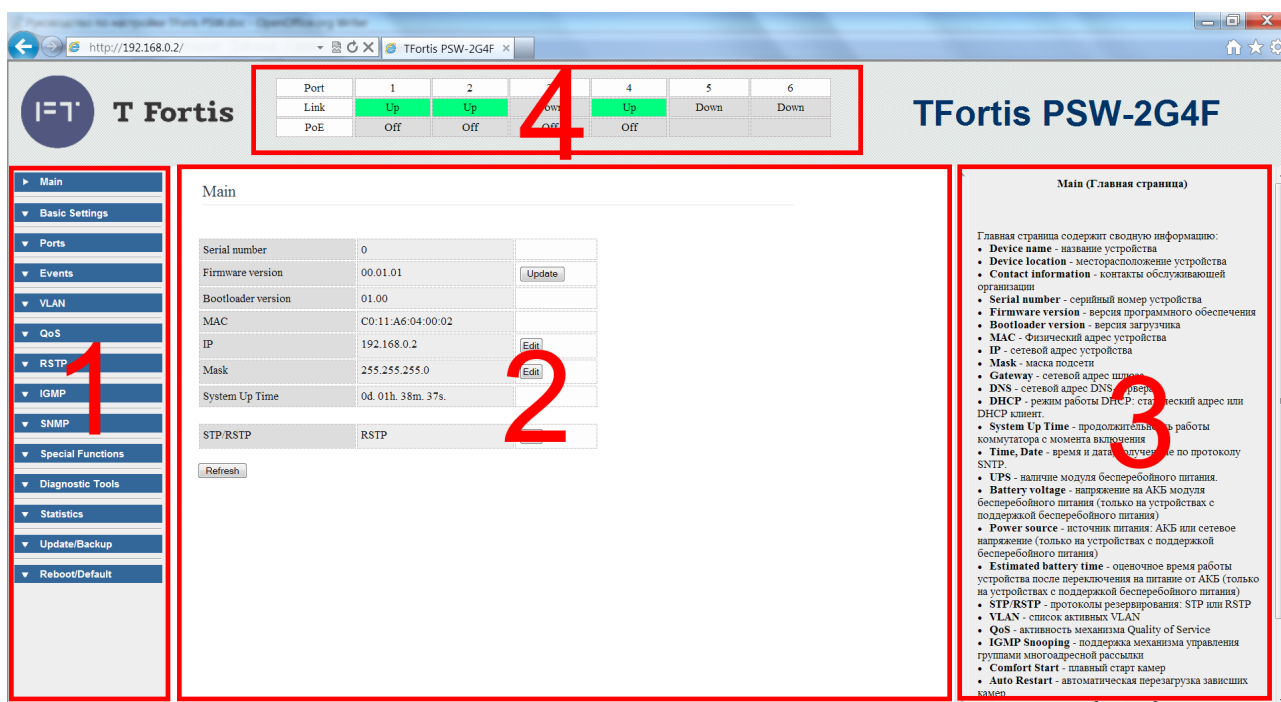 Руководство по настройке TFortis PSW.doc - OpenOffice.org Writer
http://192.168.0.2/
TFortis PSW-2G4F
T Fortis
Port 1 2 4 5 6
Link Up Up Up Down Down
PoE Off Off Off
4
TFortis PSW-2G4F
Main
Basic Settings
Ports
Events
VLAN
QoS
RSTP
IGMP
SNMP
Special Functions
Diagnostic Tools
Statistics
Update/Backup
Reboot/Default
1
Main
Serial number 0
Firmware version 00.01.01 Update
Bootloader version 01.00
MAC C0:11:A6:04:00:02
IP 192.168.0.2 Edit
Mask 255.255.255.0 Edit
System Up Time 0d. 01h. 38m. 37s.
STP/RSTP RSTP
Refresh
2
Main (Главная страница)
Главная страница содержит сводную информацию:
• Device name - название устройства
• Device location - месторасположение устройства
• Contact information - контакты обслуживающей
организации
• Serial number - серийный номер устройства
• Firmware version - версия программного обеспечения
• Bootloader version - версия загрузчика
• MAC - Физический адрес устройства
• IP - сетевой адрес устройства
• Mask - маска подсети
• Gateway - сетевой адрес шлюза
• DNS - сетевой адрес DNS-сервера
• DHCP - режим работы DHCP: статический адрес или
DHCP клиент.
• System Up Time - продолжительность работы
коммутатора с момента включения
• Time, Date - время и дата, полученные по протоколу
SNTP.
• UPS - наличие модуля бесперебойного питания.
• Battery voltage - напряжение на АКБ модуля
бесперебойного питания (только на устройствах с
поддержкой бесперебойного питания)
• Power source - источник питания: АКБ или сетевое
напряжение (только на устройствах с поддержкой
бесперебойного питания)
• Estimated battery time - оценочное время работы
устройства после переключения на питание от АКБ (только
на устройствах с поддержкой бесперебойного питания)
• STP/RSTP - протоколы резервирования: STP или RSTP
• VLAN - список активных VLAN
• QoS - активность механизма Quality of Service
• IGMP Snooping - поддержка механизма управления
группами многоадресной рассылки
• Comfort Start - плавный старт камер
• Auto Restart - автоматическая перезагрузка зависших
камер
3